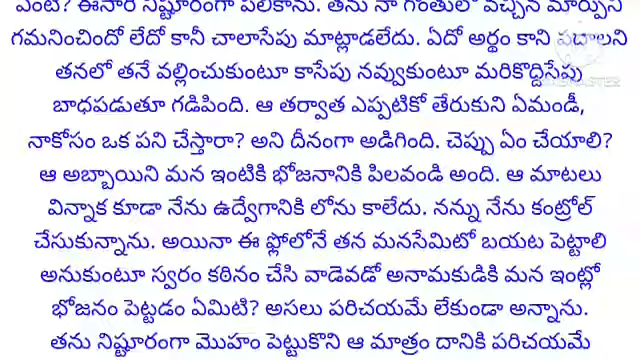 ఏంటి? ఈసారి నిష్టూరంగా పలికాను. తను నా గొంతులో వచ్చిన మార్పుని
గమనించిందో లేదో కానీ చాలాసేపు మాట్లాడలేదు. ఏదో అర్థం కాని పదాలని
తనలో తనే వల్లించుకుంటూ కాసేపు నవ్వుకుంటూ మరికొద్దిసేపు
బాధపడుతూ గడిపింది. ఆ తర్వాత ఎప్పటికో తేరుకుని ఏమండీ,
నాకోసం ఒక పని చేస్తారా? అని దీనంగా అడిగింది. చెప్పు ఏం చేయాలి?
ఆ అబ్బాయిని మన ఇంటికి భోజనానికి పిలవండి అంది. ఆ మాటలు
విన్నాక కూడా నేను ఉద్వేగానికి లోను కాలేదు. నన్ను నేను కంట్రోల్
చేసుకున్నాను. అయినా ఈ ఫ్లోలోనే తన మనసేమిటో బయట పెట్టాలి
అనుకుంటూ స్వరం కఠినం చేసి వాడెవడో అనామకుడికి మన ఇంట్లో
భోజనం పెట్టడం ఏమిటి? అసలు పరిచయమే లేకుండా అన్నాను.
తను నిష్టూరంగా మొహం పెట్టుకొని ఆ మాత్రం దానికి పరిచయమే